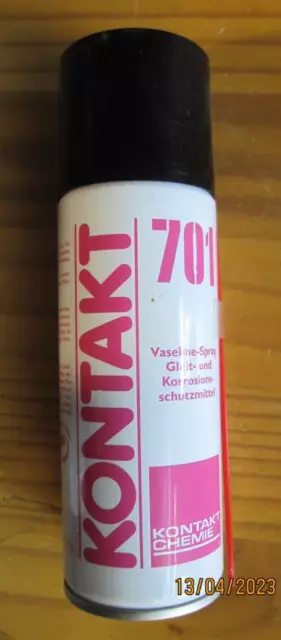 KONTAKT
701
Vaseline-Spray
Gleit- und
Korrosions-
schutzmittel
KONTAKT
CHEMIE
13/04/2023